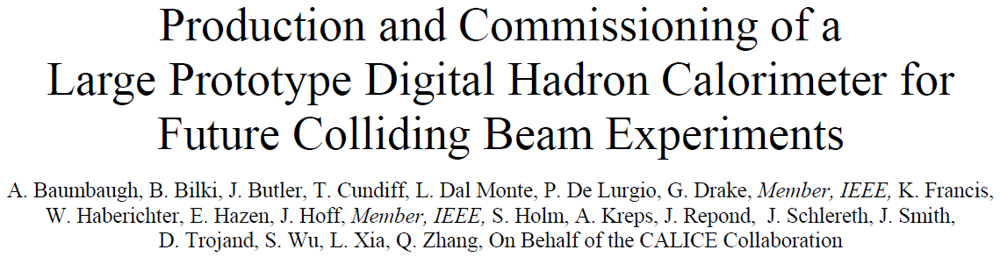 Production and Commissioning of a
Large Prototype Digital Hadron Calorimeter for
Future Colliding Beam Experiments
A. Baumbaugh, B. Bilki, J. Butler, T. Cundiff, L. Dal Monte, P. De Lurgio, G. Drake, Member, IEEE, K. Francis,
W. Haberichter, E. Hazen, J. Hoff, Member, IEEE, S. Holm, A. Kreps, J. Repond, J. Schlereth, J. Smith,
D. Trojand, S. Wu, L. Xia, Q. Zhang, On Behalf of the CALICE Collaboration